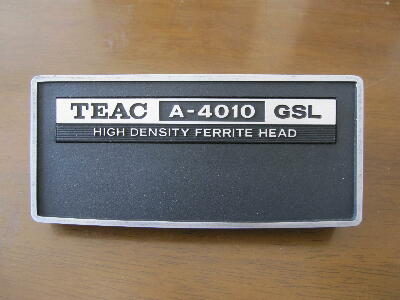 TEAC A-4010 GSL
HIGH DENSITY FERRITE HEAD